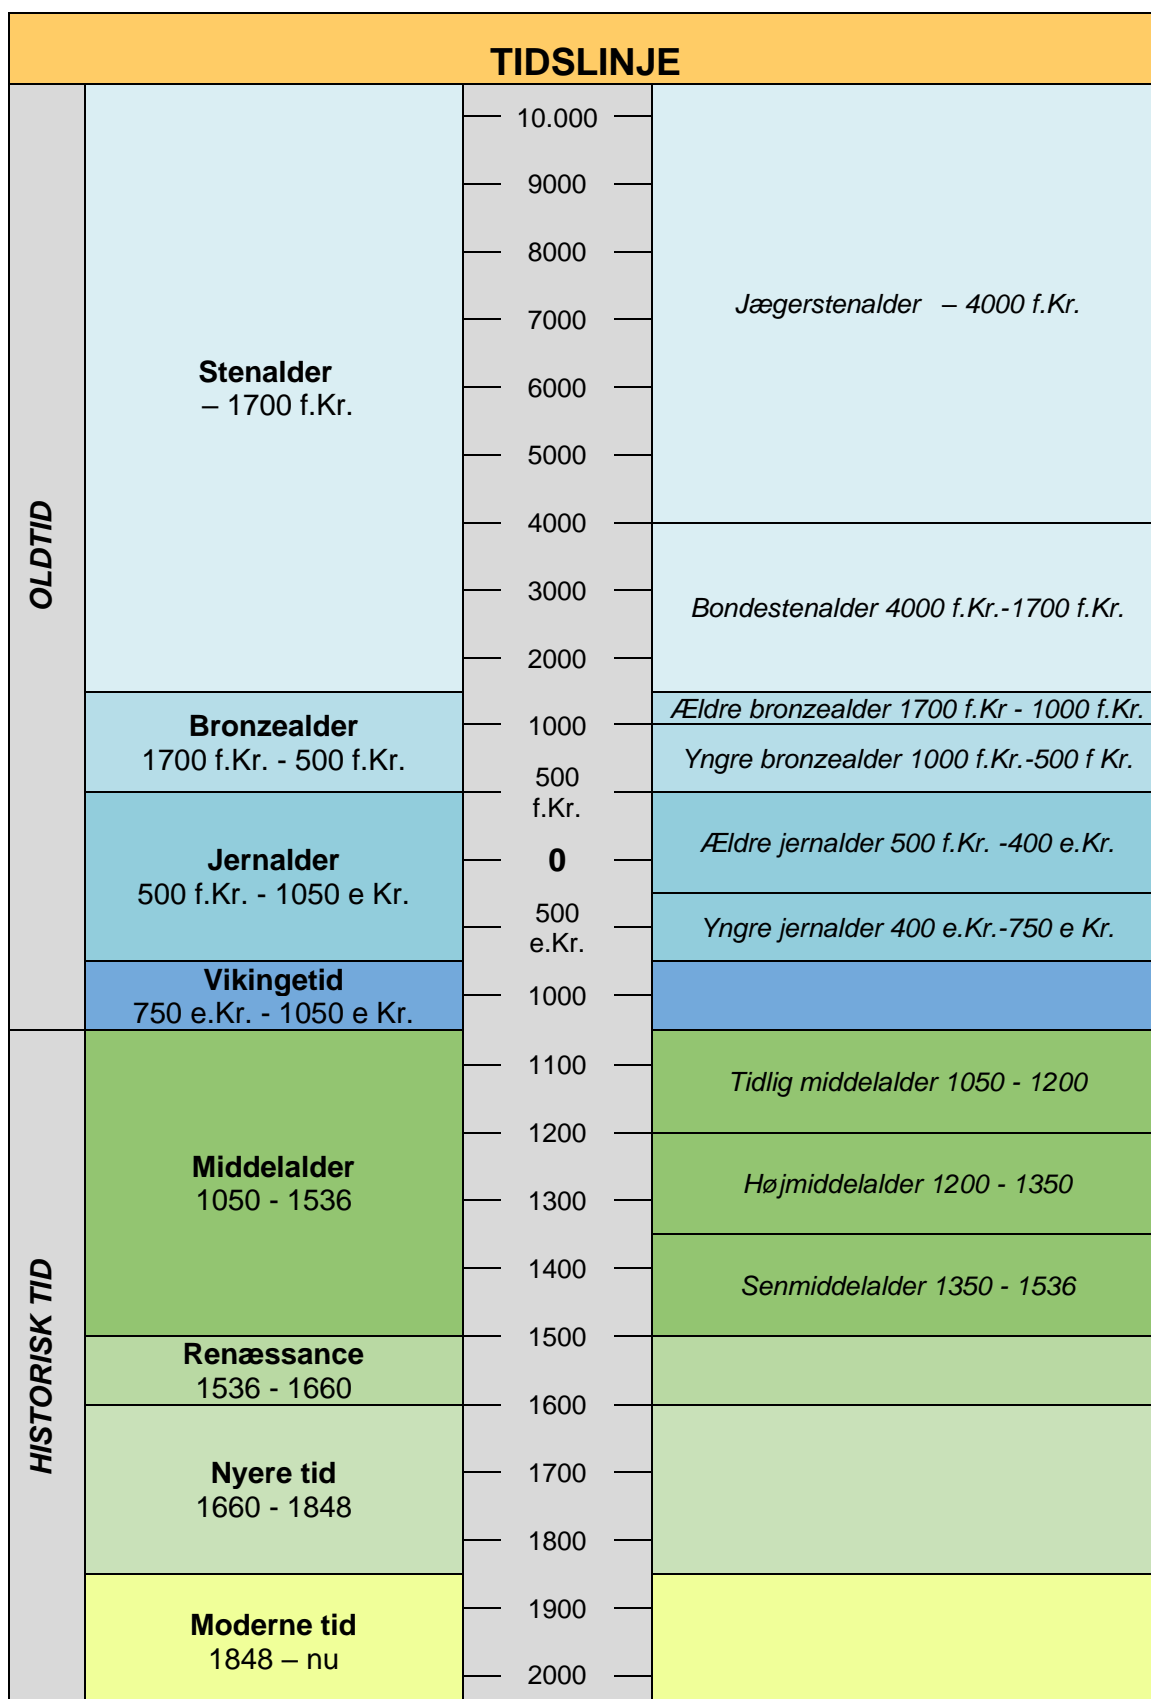 TIDSLINJE
OLDTID
Stenalder
– 1700 f.Kr.
Bronzealder
1700 f.Kr. - 500 f.Kr.
Jernalder
500 f.Kr. - 1050 e Kr.
Vikingetid
750 e.Kr. - 1050 e Kr.
HISTORISK TID
Middelalder
1050 - 1536
Renæssance
1536 - 1660
Nyere tid
1660 - 1848
Moderne tid
1848 – nu
10.000
9000
8000
7000
6000
5000
4000
3000
2000
1000
500
f.Kr.
0
500
e.Kr.
1000
1100
1200
1300
1400
1500
1600
1700
1800
1900
2000
Jægerstenalder – 4000 f.Kr.
Bondestenalder 4000 f.Kr.-1700 f.Kr.
Ældre bronzealder 1700 f.Kr - 1000 f.Kr.
Yngre bronzealder 1000 f.Kr.-500 f Kr.
Ældre jernalder 500 f.Kr. -400 e.Kr.
Yngre jernalder 400 e.Kr.-750 e Kr.
Tidlig middelalder 1050 - 1200
Højmiddelalder 1200 - 1350
Senmiddelalder 1350 - 1536